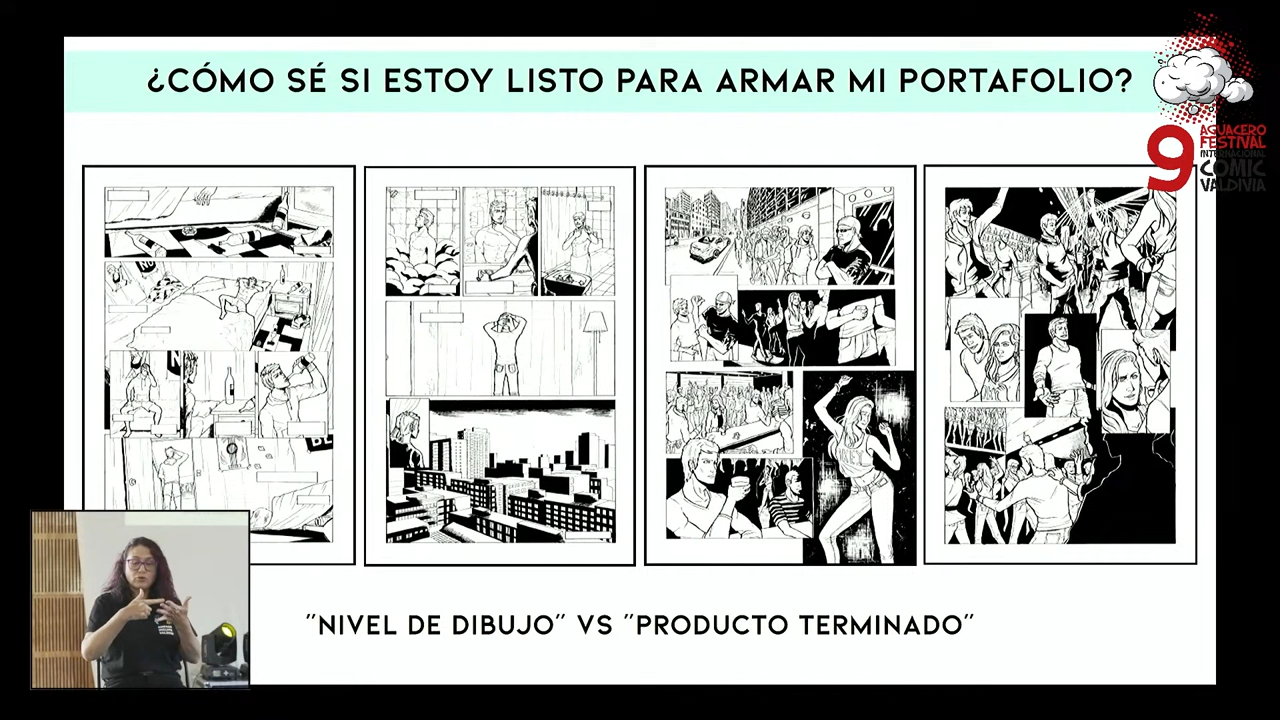 ¿CÓMO SÉ SI ESTOY LISTO PARA ARMAR MI PORTAFOLIO?
9
AGUACERO
FESTIVAL
INTERNACIONAL
CÓMIC
VALDIVIA
"NIVEL DE DIBUJO" VS "PRODUCTO TERMINADO"